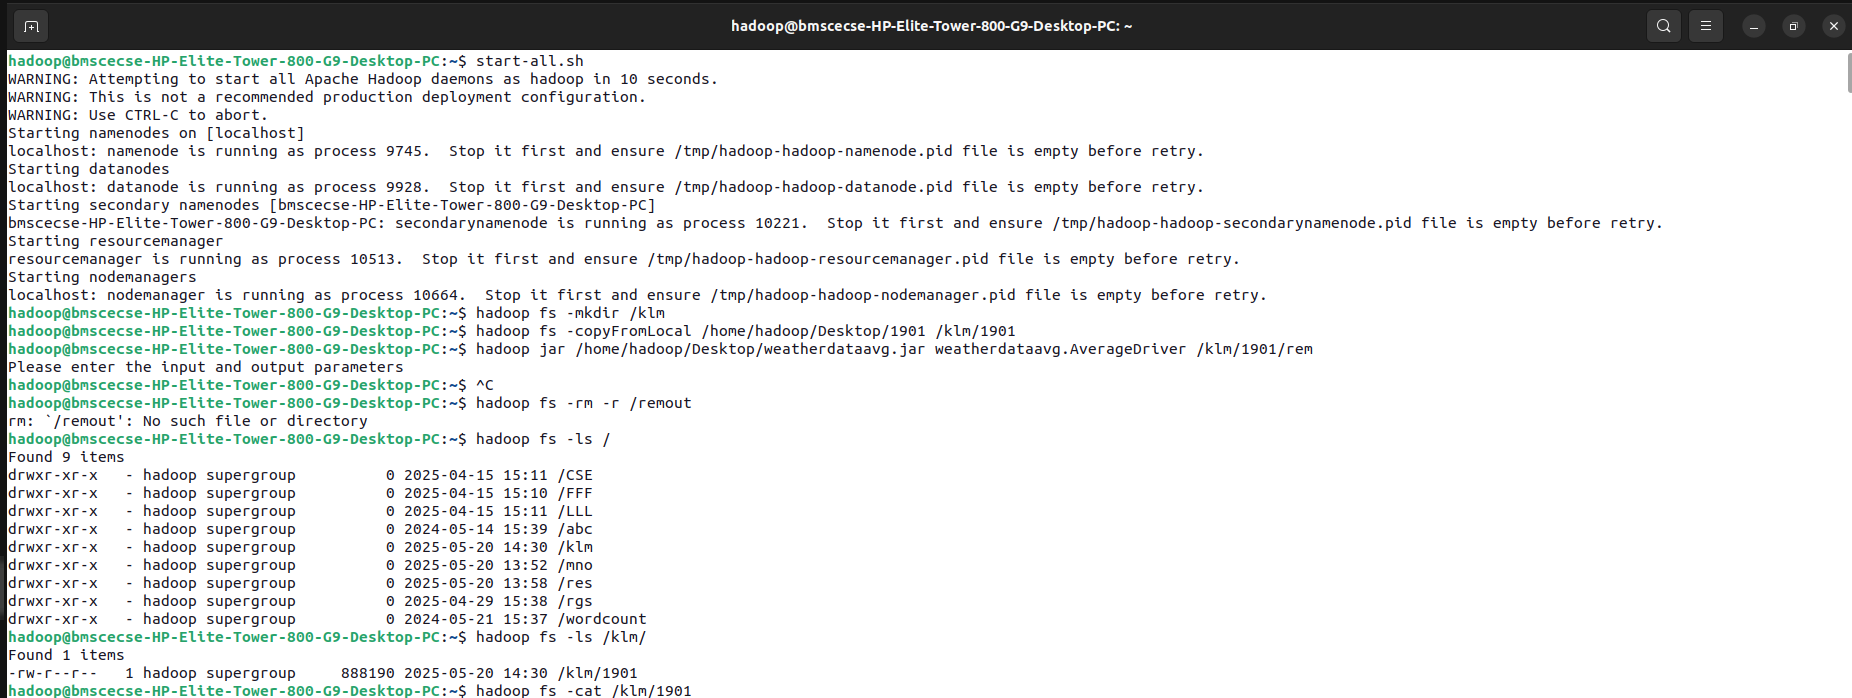 hadoop@bmscecse-HP-Elite-Tower-800-G9-Desktop-PC: ~
hadoop@bmscecse-HP-Elite-Tower-800-G9-Desktop-PC:~$ start-all.sh
WARNING: Attempting to start all Apache Hadoop daemons as hadoop in 10 seconds.
WARNING: This is not a recommended production deployment configuration.
WARNING: Use CTRL-C to abort.
Starting namenodes on [localhost]
localhost: namenode is running as process 9745.  Stop it first and ensure /tmp/hadoop-hadoop-namenode.pid file is empty before retry.
Starting datanodes
localhost: datanode is running as process 9928.  Stop it first and ensure /tmp/hadoop-hadoop-datanode.pid file is empty before retry.
Starting secondary namenodes [bmscecse-HP-Elite-Tower-800-G9-Desktop-PC]
bmscecse-HP-Elite-Tower-800-G9-Desktop-PC: secondarynamenode is running as process 10221.  Stop it first and ensure /tmp/hadoop-hadoop-secondarynamenode.pid file is empty before retry.
Starting resourcemanager
resourcemanager is running as process 10513.  Stop it first and ensure /tmp/hadoop-hadoop-resourcemanager.pid file is empty before retry.
Starting nodemanagers
localhost: nodemanager is running as process 10664.  Stop it first and ensure /tmp/hadoop-hadoop-nodemanager.pid file is empty before retry.
hadoop@bmscecse-HP-Elite-Tower-800-G9-Desktop-PC:~$ hadoop fs -mkdir /klm
hadoop@bmscecse-HP-Elite-Tower-800-G9-Desktop-PC:~$ hadoop fs -copyFromLocal /home/hadoop/Desktop/1901 /klm/1901
hadoop@bmscecse-HP-Elite-Tower-800-G9-Desktop-PC:~$ hadoop jar /home/hadoop/Desktop/weatherdataavg.jar weatherdataavg.AverageDriver /klm/1901/rem
Please enter the input and output parameters
hadoop@bmscecse-HP-Elite-Tower-800-G9-Desktop-PC:~$ ^C
hadoop@bmscecse-HP-Elite-Tower-800-G9-Desktop-PC:~$ hadoop fs -rm -r /remout
rm: `/remout': No such file or directory
hadoop@bmscecse-HP-Elite-Tower-800-G9-Desktop-PC:~$ hadoop fs -ls /
Found 9 items
drwxr-xr-x   - hadoop supergroup          0 2025-04-15 15:11 /CSE
drwxr-xr-x   - hadoop supergroup          0 2025-04-15 15:10 /FFF
drwxr-xr-x   - hadoop supergroup          0 2025-04-15 15:11 /LLL
drwxr-xr-x   - hadoop supergroup          0 2024-05-14 15:39 /abc
drwxr-xr-x   - hadoop supergroup          0 2025-05-20 14:30 /klm
drwxr-xr-x   - hadoop supergroup          0 2025-05-20 13:52 /mno
drwxr-xr-x   - hadoop supergroup          0 2025-05-20 13:58 /res
drwxr-xr-x   - hadoop supergroup          0 2025-04-29 15:38 /rgs
drwxr-xr-x   - hadoop supergroup          0 2024-05-21 15:37 /wordcount
hadoop@bmscecse-HP-Elite-Tower-800-G9-Desktop-PC:~$ hadoop fs -ls /klm/
Found 1 items
-rw-r--r--   1 hadoop supergroup     888190 2025-05-20 14:30 /klm/1901
hadoop@bmscecse-HP-Elite-Tower-800-G9-Desktop-PC:~$ hadoop fs -cat /klm/1901